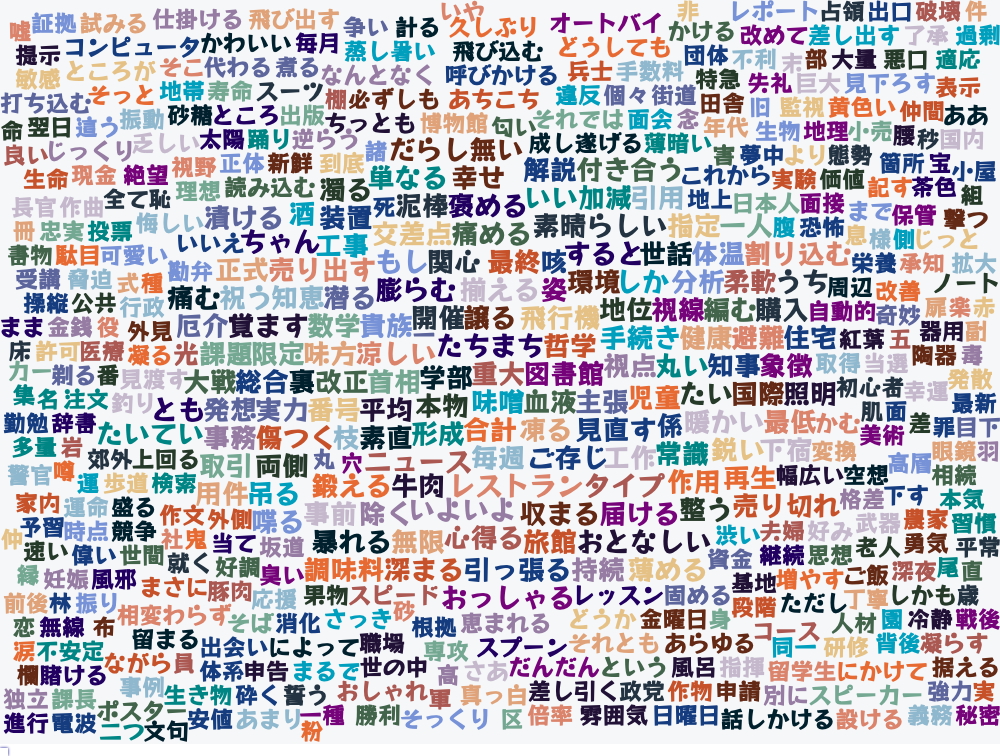 嘘 証拠 試みる 仕掛ける 飛び出す 争い 計る いや 久しぶり オートバイ 非 かける レポート 占領 出口 破壊 件
提示 コンピュータ かわいい 毎月 蒸し暑い 飛び込む どうしても 団体 改めて 不利 差し出す 末 部 大量 了承 悪口 過剰 適応
敏感 ところが そこ 代わる 煮る なんとなく 呼びかける 兵士 手数料 特急 失礼 巨大 見下ろす 表示
打ち込む そっと 地帯 寿命 スーツ 棚 必ずしも あちこち 違反 個々 街道 田舎 旧 監視 黄色い 仲間 ああ
命 翌日 違う 振動 砂糖 ところ 出版 ちっとも 博物館 匂い それでは 面会 念 年代 生物 地理 小売 腰 秒 国内
良い じっくり 乏しい 太陽 踊り 逆らう 諸 だらし無い 成し遂げる 薄暗い 害 夢中 より 態勢 箇所 宝 小屋
生命 現金 絶望 視野 正体 新鮮 到底 単なる 幸せ 解説 付き合う これから 実験 価値 記す 茶色 組
長官 作曲 全て 恥 理想 読み込む 濁る 死 泥棒 褒める いい加減 引用 地上 日本人 面接 まで 保管 撃つ
冊 忠実 投票 悔しい 漬ける 酒 装置 交差点 痛める 素晴らしい 指定 一人 腹 恐怖 息 様 側 じっと
書物 駄目 可愛い いいえ ちゃん 工事 もし 関心 最終 咳 すると 世話 体温 割り込む 栄養 承知 拡大
受講 脅迫 式 種 勘弁 正式 売り出す 膨らむ 揃える 姿 環境 しか 分析 柔軟 うち 周辺 改善 ノート
操縦 公共 行政 痛む 祝う 知恵 潜る 開催 譲る 飛行機 地位 視線 編む 購入 自動的 奇妙 扉 楽 赤
まま 金銭 役 外見 厄介 覚ます 数学 貴族 一 たちまち 哲学 手続き 健康 避難 住宅 紅葉 五 器用 副
床 許可 医療 凝る 光 課題 限定 味方 涼しい 重大 図書館 視点 丸い 知事 象徴 取得 当選 陶器 毒
カー 剃る 番 見渡す 大戦 総合 裏 改正 首相 学部 味噌 血液 主張 児童 たい 国際 照明 初心者 幸運 発散
集 名 注文 釣り とも 発想 実力 番号 平均 本物 合計 凍る 見直す 係 暖かい 最低 かむ 肌 面 最新
勤勉 辞書 たいてい 事務 傷つく 枝 素直 形成 毎週 ご存じ 工作 常識 鋭い 下宿 変換 美術 差 罪 目下
多量 岩 郊外 上回る 取引 両側 丸 穴 ニュース レストラン タイプ 作用 再生 幅広い 空想 高層 眼鏡 羽
警官 噂 運 歩道 検索 用件 吊る 鍛える 牛肉 届ける 整う 売り切れ 格差 下す 相続 本気
家内 運命 盛る 作文 外側 喋る 事前 除く いよいよ 収まる 渋い 夫婦 好み 武器 農家 習慣
仲 予習 時点 競争 社 鬼 当て 坂道 暴れる 無限 心得る 旅館 おとなしい 資金 継続 思想 老人 勇気 平常
速い 偉い 世間 就く 好調 臭い 調味料 深まる 引っ張る 持続 薄める 基地 増やす ご飯 深夜 尾 直
縁 妊娠 風邪 まさに 豚肉 応援 果物 スピード おっしゃる レッスン 固める 段階 ただし 丁寧 しかも 歳
前後 林 振り 相変わらず そば 消化 さっき 砂 根拠 恵まれる どうか 金曜日 身 コース 人材 園 冷静 戦後
恋 無線 布 留まる 出会い によって 職場 専攻 スプーン それとも あらゆる 同一 研修 背後 凝らす
涙 不安定 ながら 員 体系 申告 まるで 世の中 高 さあ だんだん という 風呂 指揮 留学生 にかけて 据える
欄 賭ける 事例 生き物 砕く 誓う おしゃれ 軍 真っ白 差し引く 政党 作物 申請 別に スピーカー 強力 実
独立 課長 ポスター 安値 あまり 一種 勝利 そっくり 区 倍率 雰囲気 日曜日 話しかける 設ける 義務 秘密
進行 電波 二つ 文句 粉